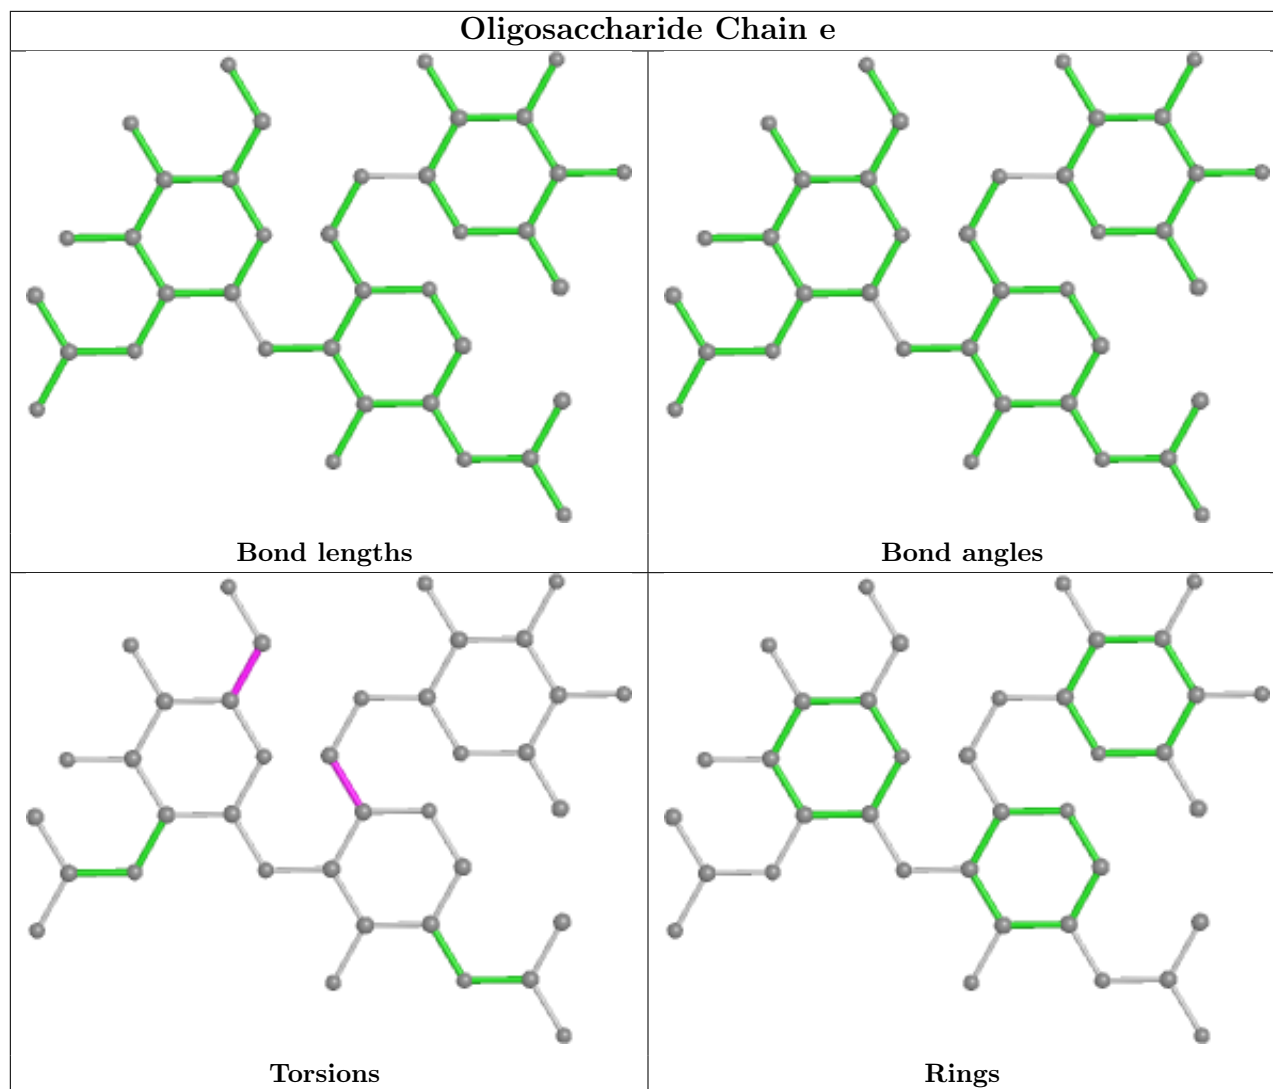 Oligosaccharide Chain e
Bond lengths
Bond angles
Torsions
Rings